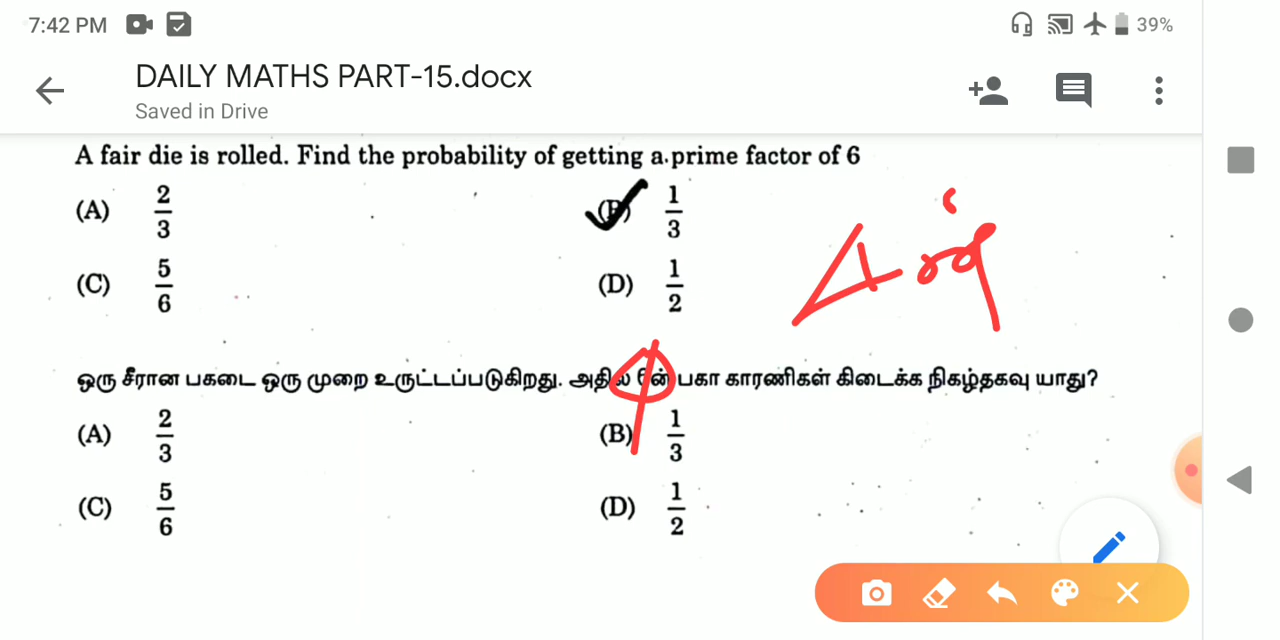 7:42 PM 39%
DAILY MATHS PART-15.docx
Saved in Drive
A fair die is rolled. Find the probability of getting a prime factor of 6
(A) 2/3 (B) 1/3
(C) 5/6 (D) 1/2
ஒரு சீரான பகடை ஒரு முறை உருட்டப்படுகிறது. அதில் 6ன் பகா காரணிகள் கிடைக்க நிகழ்தகவு யாது?
(A) 2/3 (B) 1/3
(C) 5/6 (D) 1/2